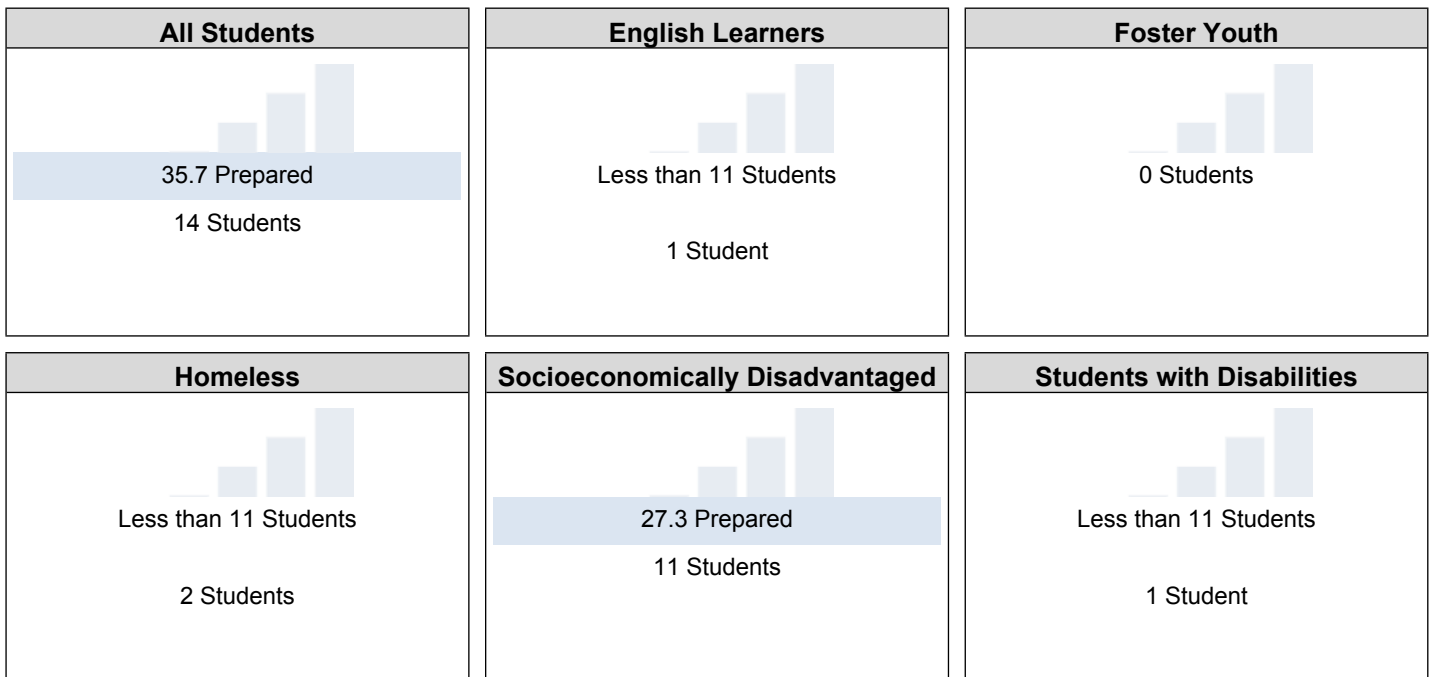 All Students
35.7 Prepared
14 Students
English Learners
Less than 11 Students
1 Student
Foster Youth
0 Students
Homeless
Less than 11 Students
2 Students
Socioeconomically Disadvantaged
27.3 Prepared
11 Students
Students with Disabilities
Less than 11 Students
1 Student